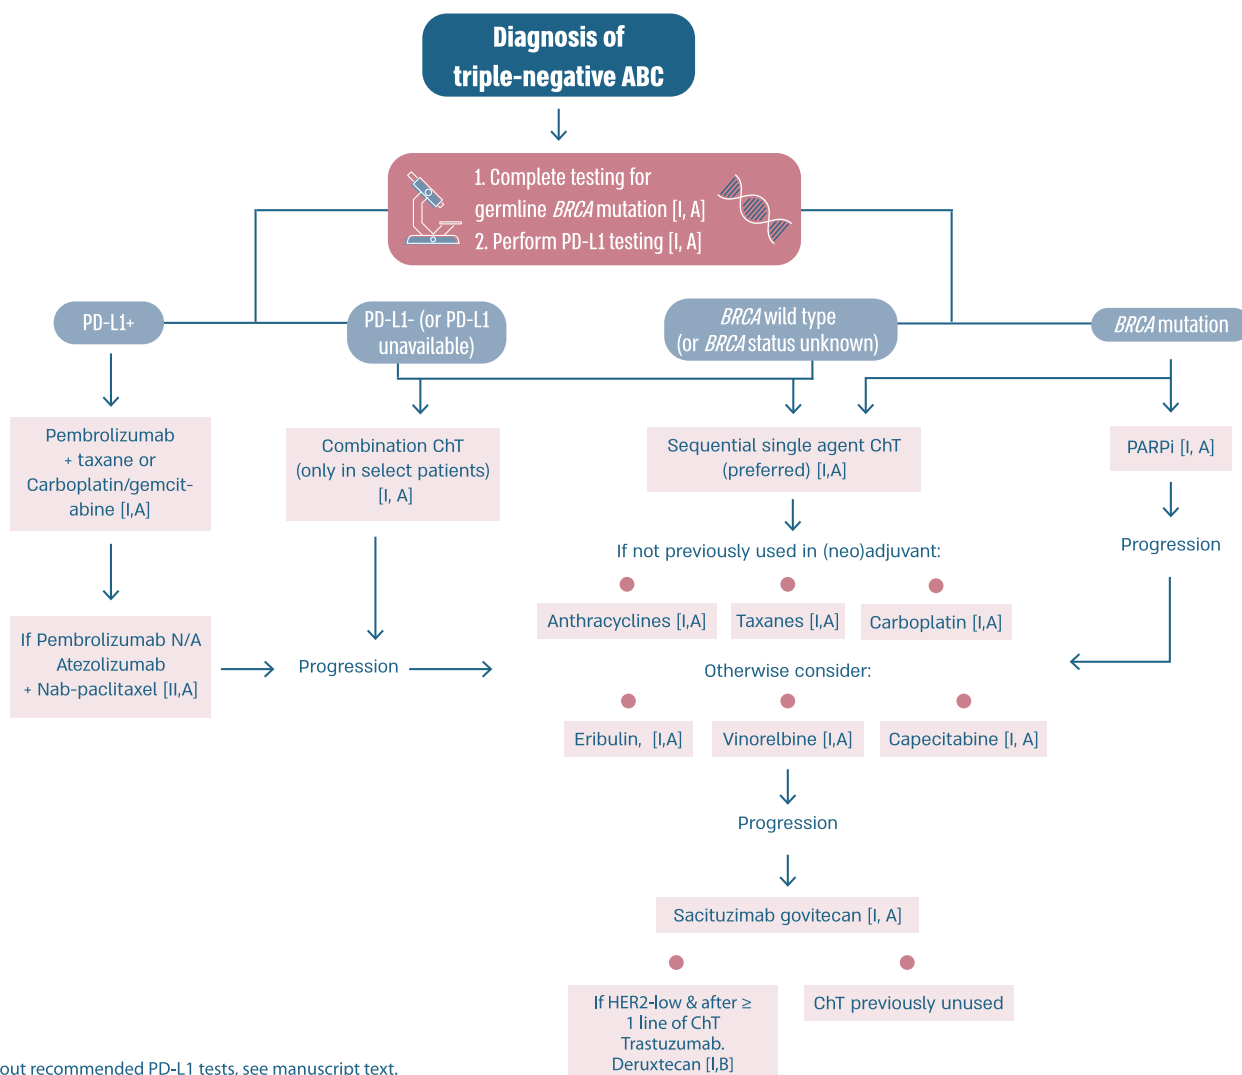 Diagnosis of
triple-negative ABC
1. Complete testing for
germline BRCA mutation [I, A]
2. Perform PD-L1 testing [I, A]
PD-L1+
PD-L1- (or PD-L1
unavailable)
BRCA wild type
(or BRCA status unknown)
BRCA mutation
Pembrolizumab
+ taxane or
Carboplatin/gemcit-
abine [I,A]
Combination ChT
(only in select patients)
[I, A]
Sequential single agent ChT
(preferred) [I,A]
PARPi [I, A]
Progression
If not previously used in (neo)adjuvant:
Anthracyclines [I,A]
Taxanes [I,A]
Carboplatin [I,A]
If Pembrolizumab N/A
Atezolizumab
+ Nab-paclitaxel [II,A]
Progression
Otherwise consider:
Eribulin, [I,A]
Vinorelbine [I,A]
Capecitabine [I, A]
Progression
Sacituzimab govitecan [I, A]
If HER2-low & after ≥
1 line of ChT
Trastuzumab.
Deruxtecan [I,B]
ChT previously unused
out recommended PD-L1 tests, see manuscript text.